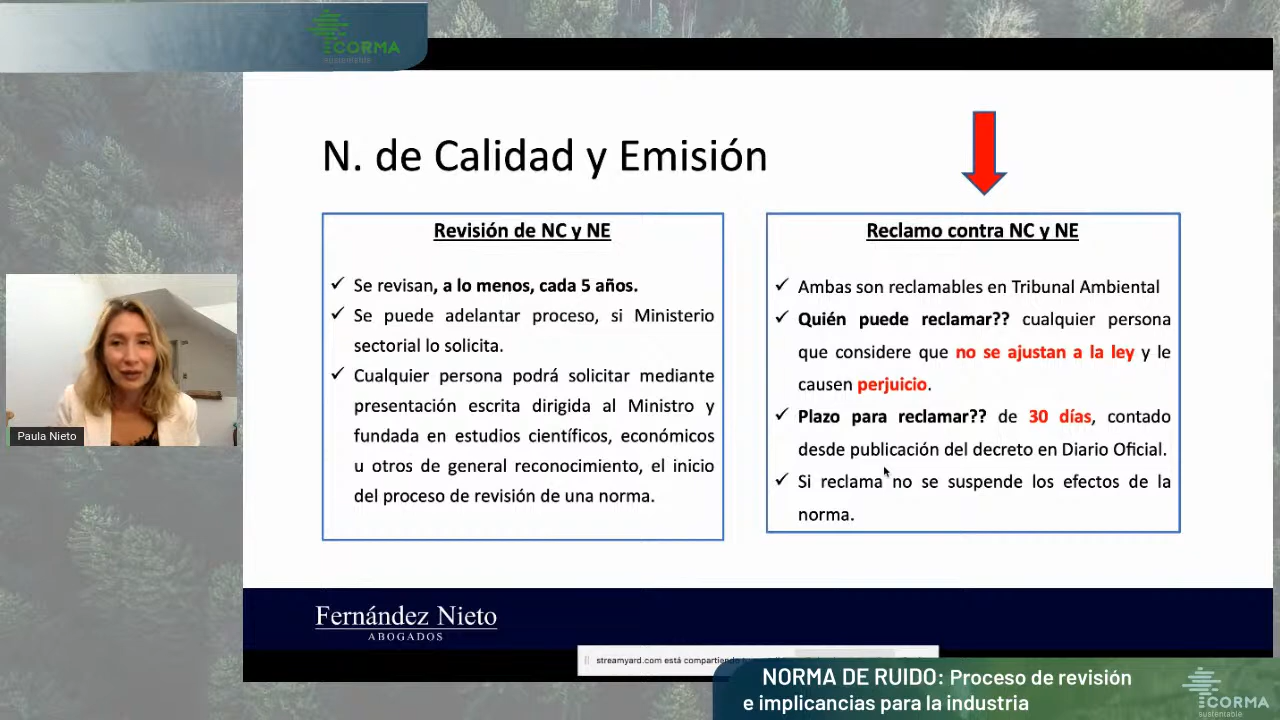 CORMA
sustentable
N. de Calidad y Emisión
Revisión de NC y NE
✓ Se revisan, a lo menos, cada 5 años.
✓ Se puede adelantar proceso, si Ministerio
sectorial lo solicita.
✓ Cualquier persona podrá solicitar mediante
presentación escrita dirigida al Ministro y
fundada en estudios científicos, económicos
u otros de general reconocimiento, el inicio
del proceso de revisión de una norma.
Reclamo contra NC y NE
✓ Ambas son reclamables en Tribunal Ambiental
✓ Quién puede reclamar?? cualquier persona
que considere que no se ajustan a la ley y le
causen perjuicio.
✓ Plazo para reclamar?? de 30 días, contado
desde publicación del decreto en Diario Oficial.
✓ Si reclama no se suspende los efectos de la
norma.
Paula Nieto
Fernández Nieto
ABOGADOS
streamyard.com está compartiendo
NORMA DE RUIDO: Proceso de revisión
e implicancias para la industria
CORMA
sustentable